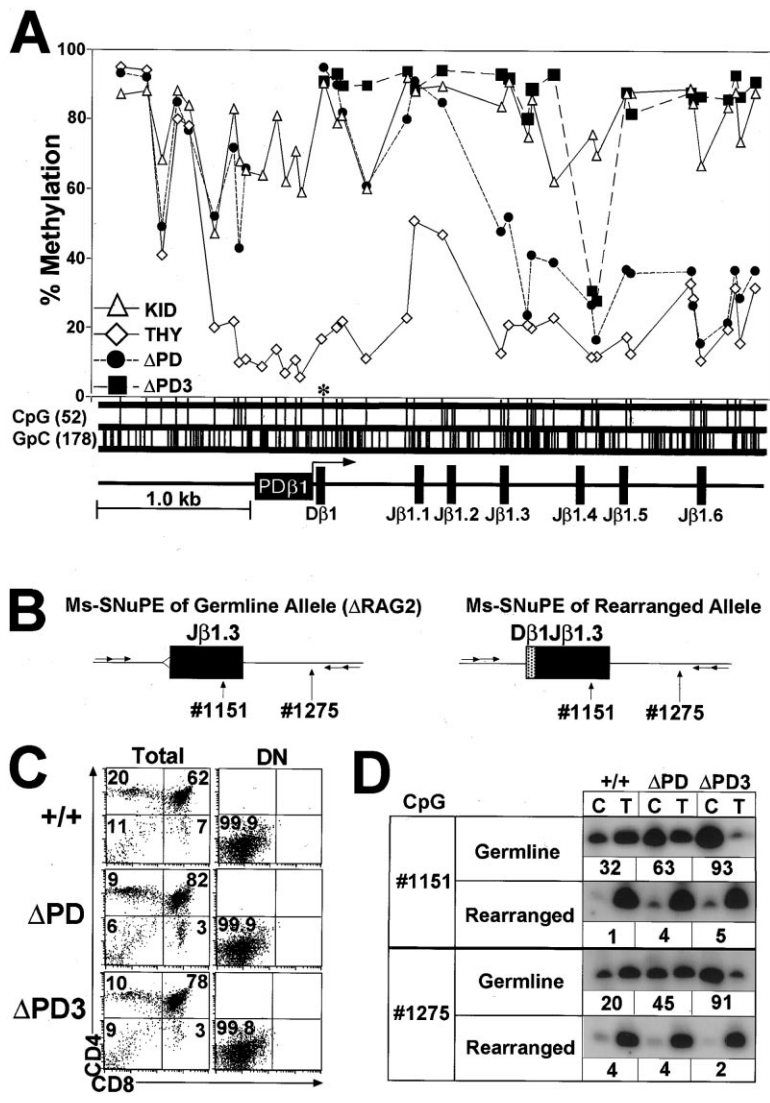 A
100
80
60
40
20
0
% Methylation
KID
THY
ΔPD
ΔPD3
*
CpG (52)
GpC (178)
PDβ1
1.0 kb
Dβ1
Jβ1.1 Jβ1.2 Jβ1.3 Jβ1.4 Jβ1.5 Jβ1.6
B
Ms-SNuPE of Germline Allele (ΔRAG2)
Jβ1.3
#1151
#1275
Ms-SNuPE of Rearranged Allele
Dβ1Jβ1.3
#1151
#1275
C
Total DN
+/+
20 62
11 7 99.9
ΔPD
9 82
6 3 99.9
ΔPD3
10 78
9 3 99.8
CD4
CD8
D
+/+ ΔPD ΔPD3
CpG C T C T C T
#1151
Germline
32 63 93
Rearranged
1 4 5
#1275
Germline
20 45 91
Rearranged
4 4 2